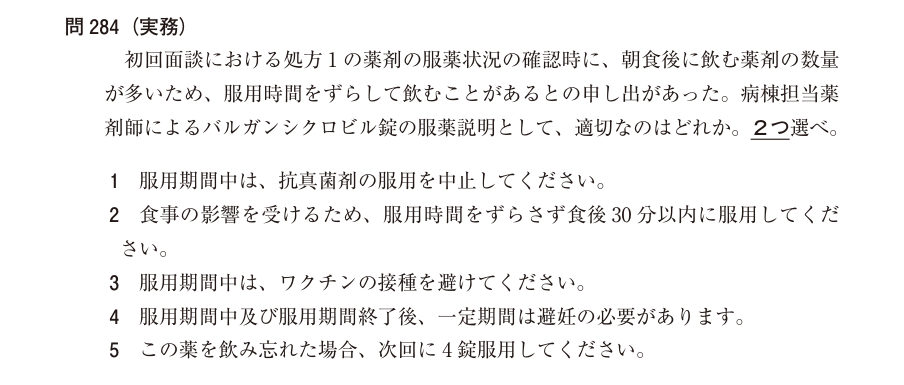 問 284（実務）
初回面談における処方1の薬剤の服薬状況の確認時に、朝食後に飲む薬剤の数量
が多いため、服用時間をずらして飲むことがあるとの申し出があった。病棟担当薬
剤師によるバルガンシクロビル錠の服薬説明として、適切なのはどれか。2つ選べ。
1 服用期間中は、抗真菌剤の服用を中止してください。
2 食事の影響を受けるため、服用時間をずらさず食後 30 分以内に服用してくだ
さい。
3 服用期間中は、ワクチンの接種を避けてください。
4 服用期間中及び服用期間終了後、一定期間は避妊の必要があります。
5 この薬を飲み忘れた場合、次回に 4 錠服用してください。